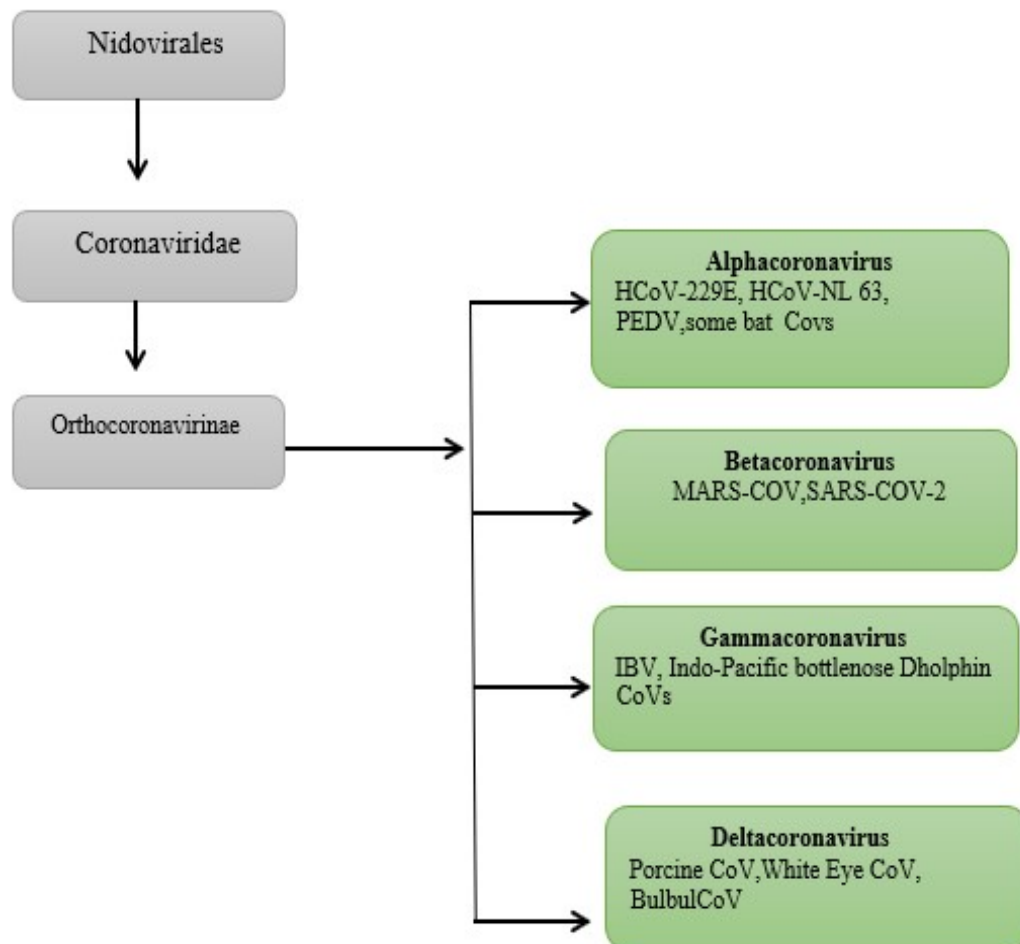 Nidovirales
Coronaviridae
Orthocoronavirinae
Alphacoronavirus
HCoV-229E, HCoV-NL 63,
PEDV,some bat Covs
Betacoronavirus
MARS-COV,SARS-COV-2
Gammacoronavirus
IBV, Indo-Pacific bottlenose Dholphin
CoVs
Deltacoronavirus
Porcine CoV,White Eye CoV,
BulbulCoV